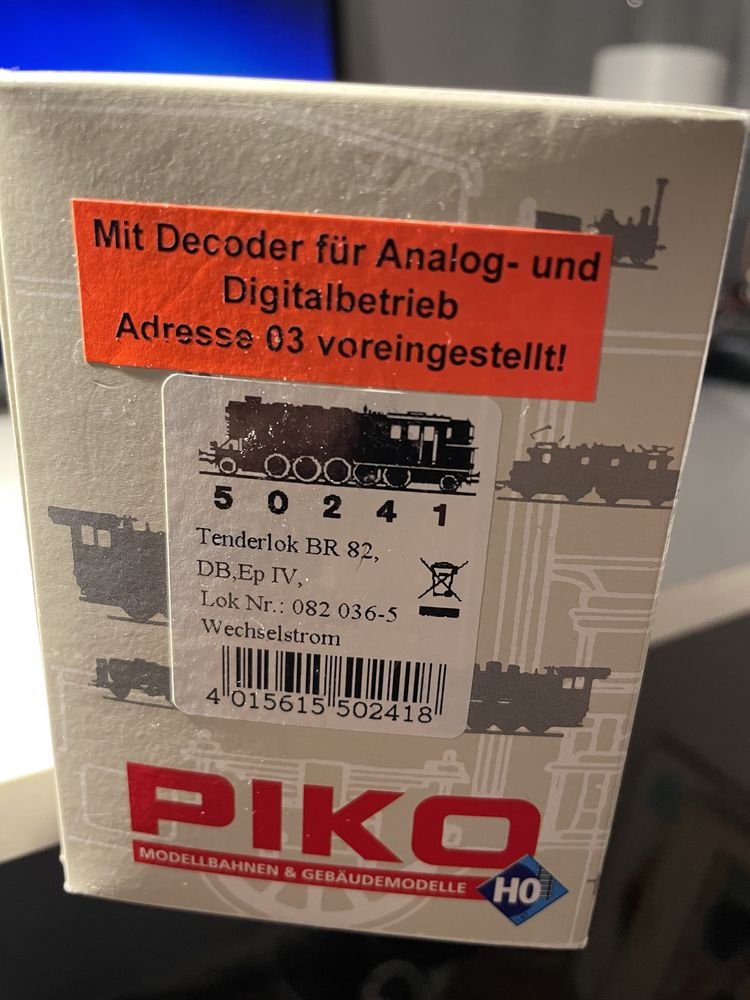 Mit Decoder für Analog- und
Digitalbetrieb
Adresse 03 voreingestellt!
5 0 2 4 1
Tenderlok BR 82,
DB,Ep IV,
Lok Nr.: 082 036-5
Wechselstrom
4 015615 502418
PIKO
MODELLBAHNEN & GEBÄUDEMODELLE
H0